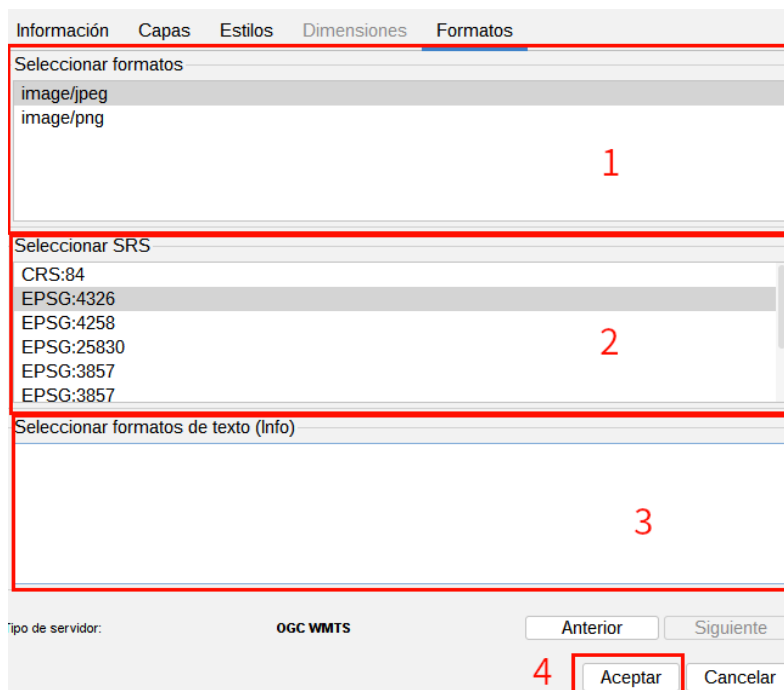 Información Capas Estilos Dimensiones Formatos
Seleccionar formatos
image/jpeg
image/png
1
Seleccionar SRS
CRS:84
EPSG:4326
EPSG:4258
EPSG:25830
2
EPSG:3857
EPSG:3857
Seleccionar formatos de texto (Info)
3
Tipo de servidor: OGC WMTS Anterior Siguiente
4 Aceptar Cancelar